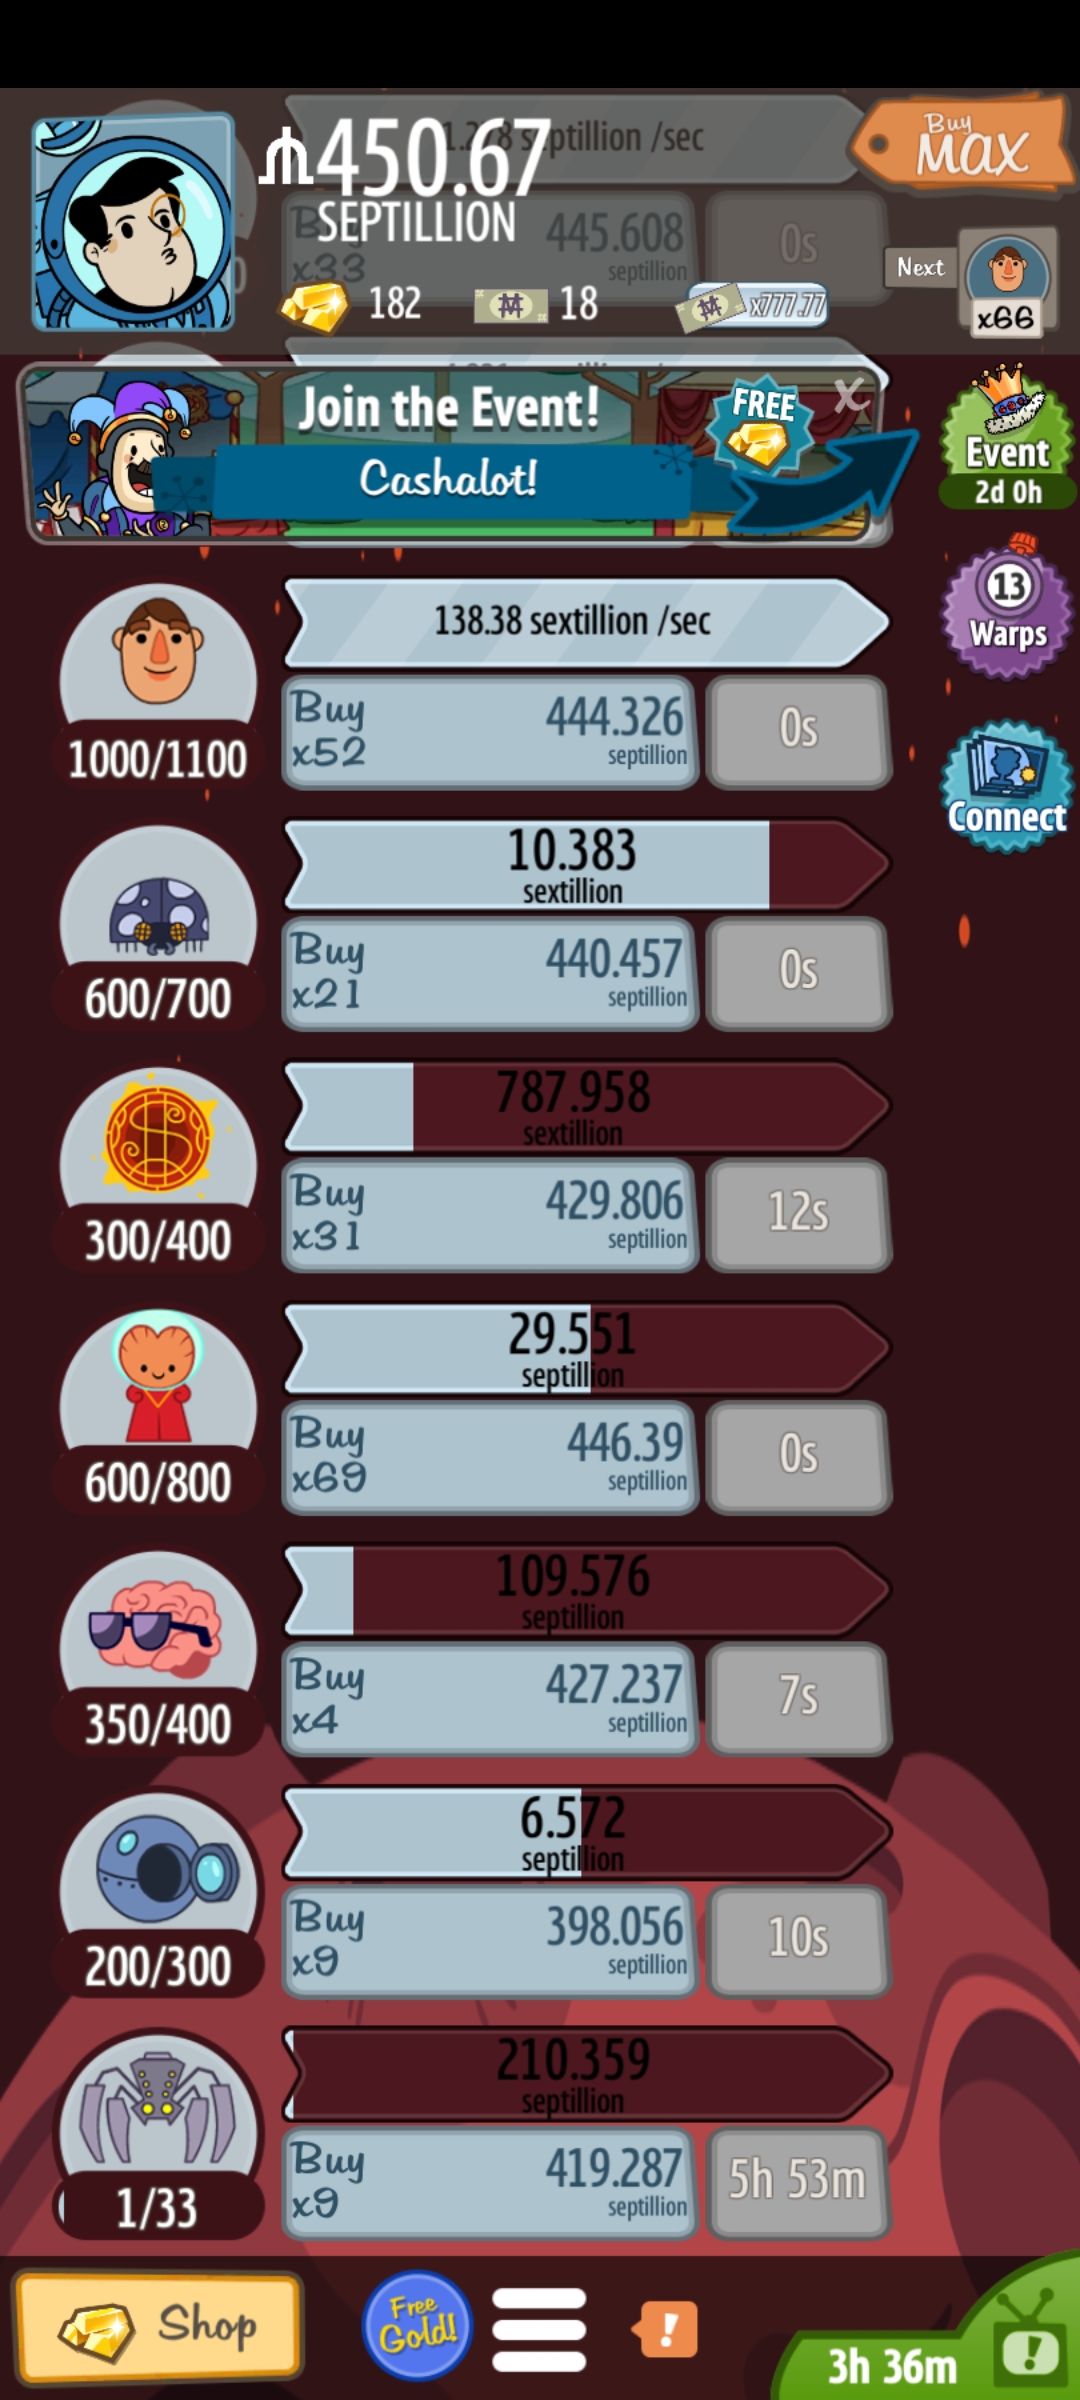 ₥450.67
SEPTILLION
septillion /sec
Buy
MAX
Buy
x33
445.608
septillion
0s
Next
x66
182
18
x777.77
Join the Event!
FREE
X
Cashalot!
Event
2d 0h
138.38 sextillion /sec
13
Warps
1000/1100
Buy
x52
444.326
septillion
0s
Connect
10.383
sextillion
600/700
Buy
x21
440.457
septillion
0s
787.958
sextillion
300/400
Buy
x31
429.806
septillion
12s
29.551
septillion
600/800
Buy
x69
446.39
septillion
0s
109.576
septillion
350/400
Buy
x4
427.237
septillion
7s
6.572
septillion
200/300
Buy
x9
398.056
septillion
10s
210.359
septillion
1/33
Buy
x9
419.287
septillion
5h 53m
Shop
Free
Gold!
!
3h 36m
!